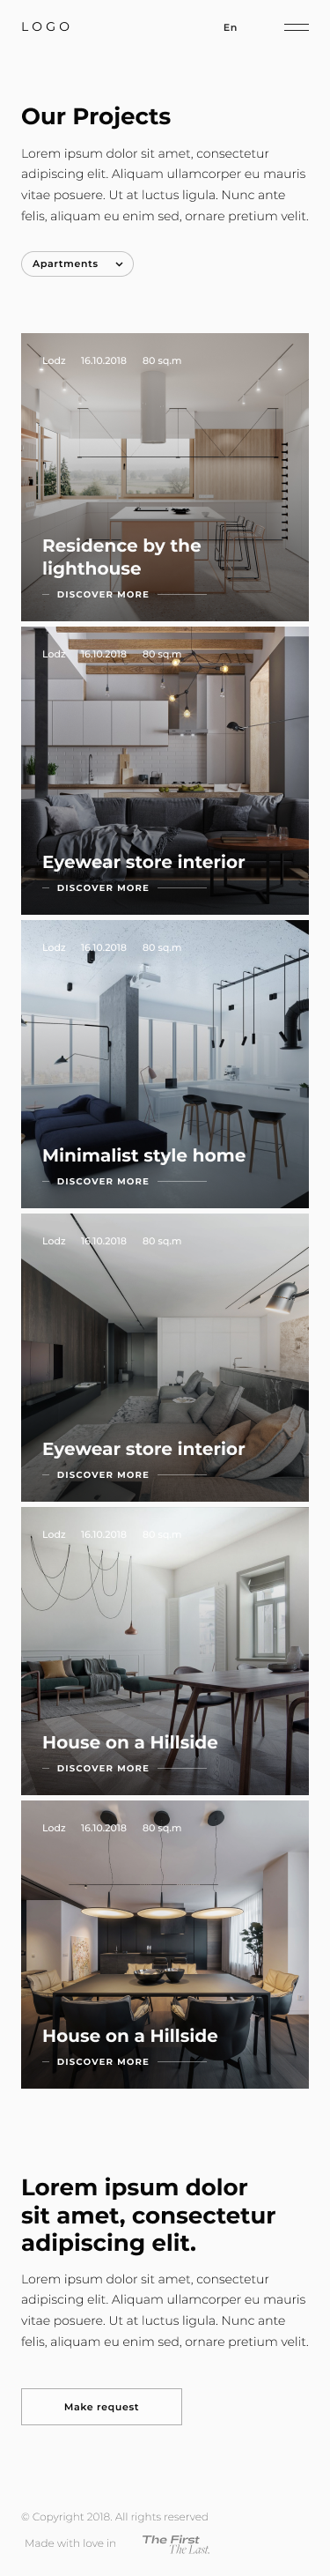 LOGO En
Our Projects
Lorem ipsum dolor sit amet, consectetur
adipiscing elit. Aliquam ullamcorper eu mauris
vitae posuere. Ut at luctus ligula. Nunc ante
felis, aliquam eu enim sed, ornare pretium velit.
Apartments
Lodz 16.10.2018 80 sq.m
Residence by the
lighthouse
DISCOVER MORE
Lodz 16.10.2018 80 sq.m
Eyewear store interior
DISCOVER MORE
Lodz 16.10.2018 80 sq.m
Minimalist style home
DISCOVER MORE
Lodz 16.10.2018 80 sq.m
Eyewear store interior
DISCOVER MORE
Lodz 16.10.2018 80 sq.m
House on a Hillside
DISCOVER MORE
Lodz 16.10.2018 80 sq.m
House on a Hillside
DISCOVER MORE
Lorem ipsum dolor
sit amet, consectetur
adipiscing elit.
Lorem ipsum dolor sit amet, consectetur
adipiscing elit. Aliquam ullamcorper eu mauris
vitae posuere. Ut at luctus ligula. Nunc ante
felis, aliquam eu enim sed, ornare pretium velit.
Make request
© Copyright 2018. All rights reserved
Made with love in The First
The Last.